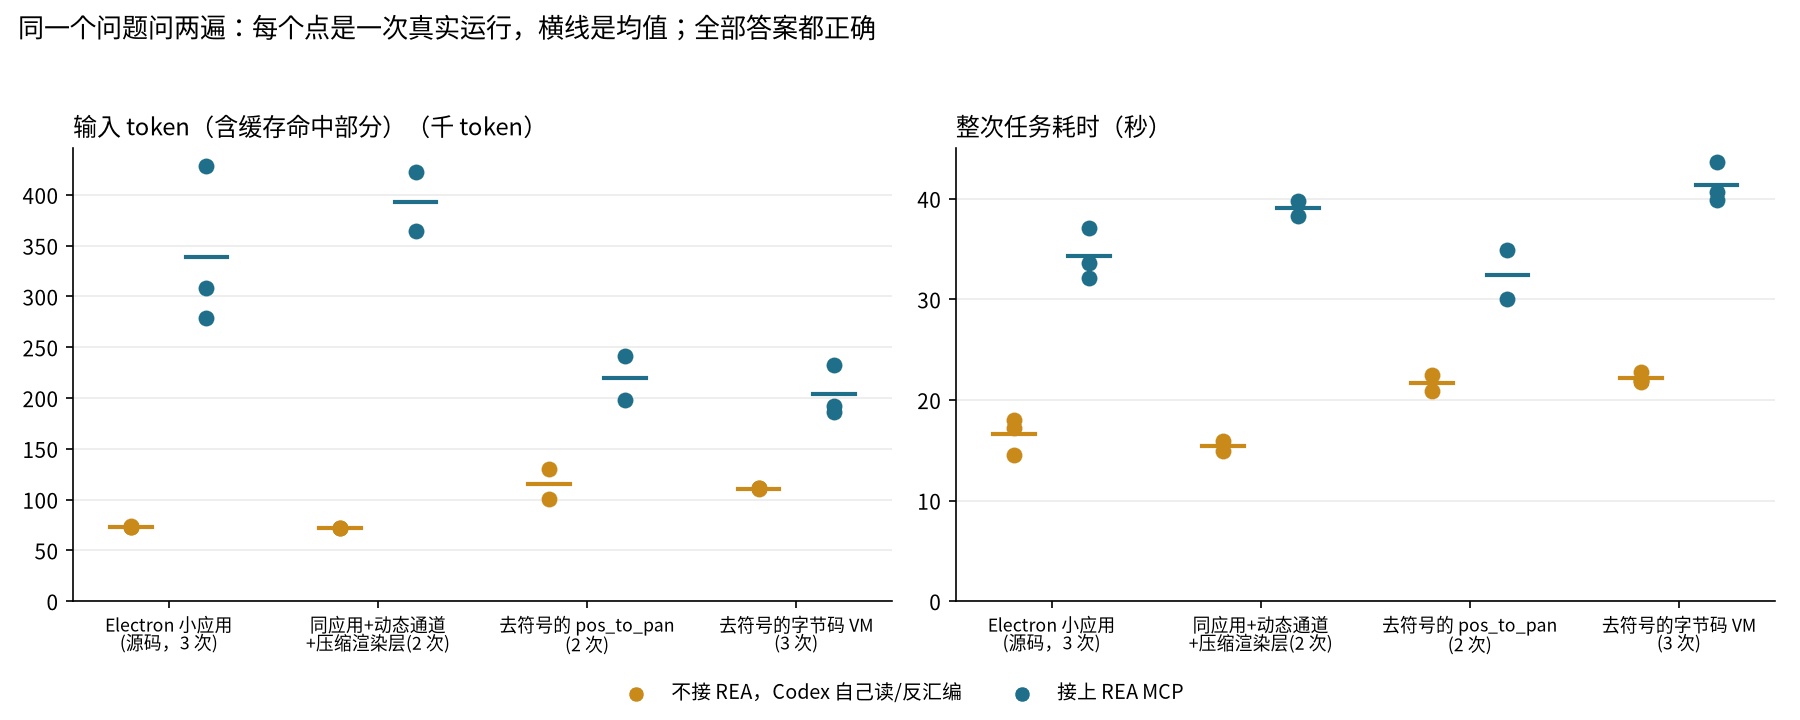 同一个问题问两遍：每个点是一次真实运行，横线是均值；全部答案都正确
输入 token（含缓存命中部分）（千 token）
400
350
300
250
200
150
100
50
0
Electron 小应用
(源码，3 次)
同应用+动态通道
+压缩渲染层(2 次)
去符号的 pos_to_pan
(2 次)
去符号的字节码 VM
(3 次)
整次任务耗时（秒）
40
30
20
10
0
Electron 小应用
(源码，3 次)
同应用+动态通道
+压缩渲染层(2 次)
去符号的 pos_to_pan
(2 次)
去符号的字节码 VM
(3 次)
不接 REA，Codex 自己读/反汇编
接上 REA MCP